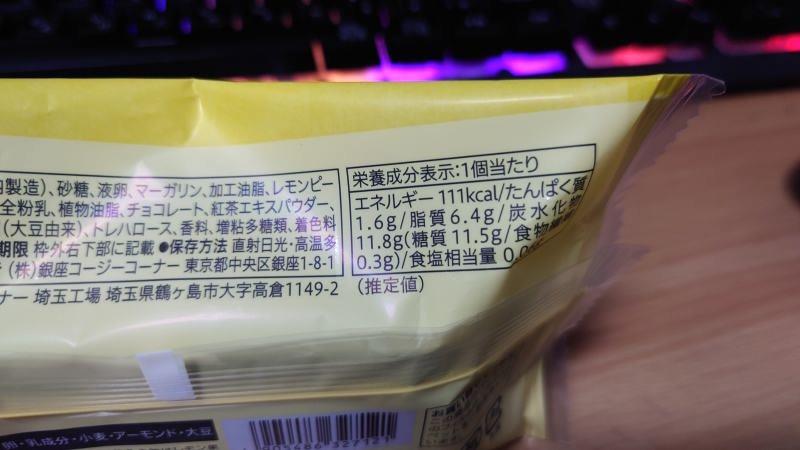 製造)、砂糖、液卵、マーガリン、加工油脂、レモンピー
全粉乳、植物油脂、チョコレート、紅茶エキスパウダー、
(大豆由来)、トレハロース、香料、増粘多糖類、着色料
期限 枠外右下部に記載 ●保存方法 直射日光・高温多
(株)銀座コージーコーナー 東京都中央区銀座1-8-1
ナー 埼玉工場 埼玉県鶴ヶ島市大字高倉1149-2
栄養成分表示:1個当たり
エネルギー 111kcal/たんぱく質
1.6g/脂質 6.4g/炭水化物
11.8g(糖質 11.5g/食物繊維
0.3g)/食塩相当量
(推定値)
卵・乳成分・小麦・アーモンド・大豆